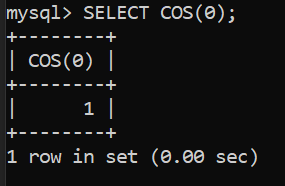 mysql> SELECT COS(0);
+--------+
| COS(0) |
+--------+
|      1 |
+--------+
1 row in set (0.00 sec)